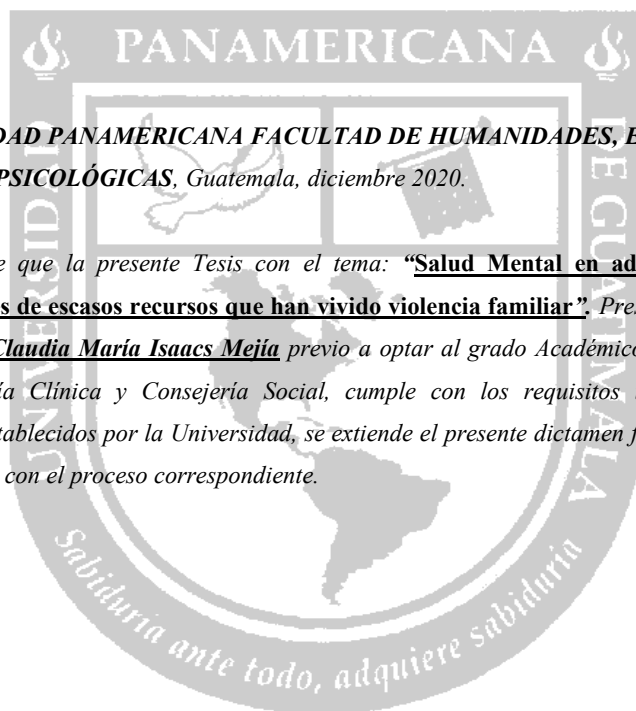 PANAMERICANA
UNIVERSIDAD
DE GUATEMALA
DAD PANAMERICANA FACULTAD DE HUMANIDADES, E
PSICOLÓGICAS, Guatemala, diciembre 2020.
e que la presente Tesis con el tema: “Salud Mental en ad
s de escasos recursos que han vivido violencia familiar”. Pre
Claudia María Isaacs Mejía previo a optar al grado Académico
ía Clínica y Consejería Social, cumple con los requisitos
tablecidos por la Universidad, se extiende el presente dictamen f
con el proceso correspondiente.
Sabiduría ante todo, adquiere sabiduría